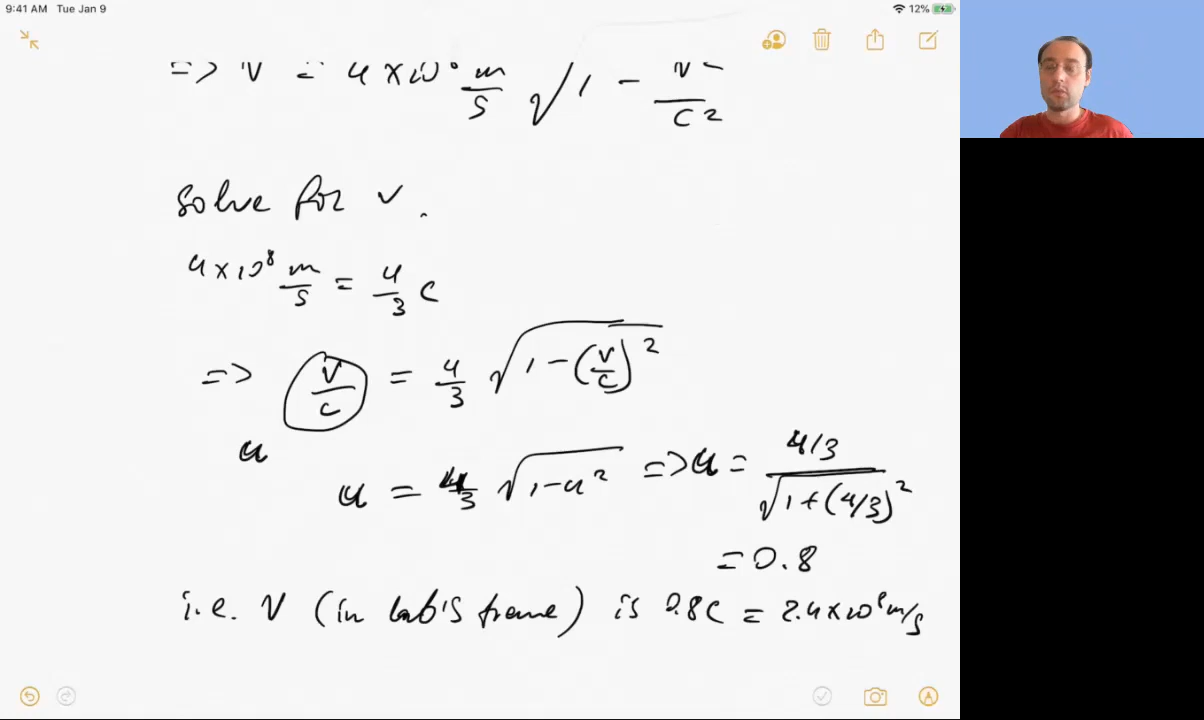 9:41 AM Tue Jan 9 12%
=> v = 4 × 10⁸ m/s √1 - v²/c²
solve for v.
4 × 10⁸ m/s = 4/3 c
=> v/c = 4/3 √1 - (v/c)²
u
u = 4/3 √1-u² => u = 4/3 / √1+(4/3)²
= 0.8
i.e. V (in lab's frame) is 0.8C = 2.4×10⁸ m/s